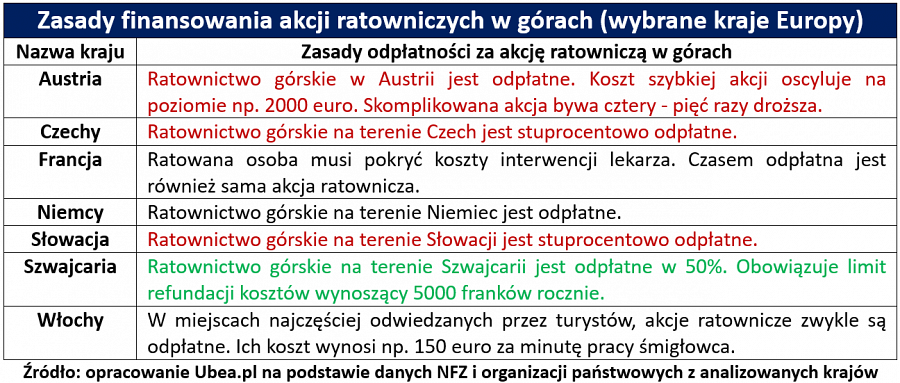 Zasady finansowania akcji ratowniczych w górach (wybrane kraje Europy)
Nazwa kraju Zasady odpłatności za akcję ratowniczą w górach
Austria Ratownictwo górskie w Austrii jest odpłatne. Koszt szybkiej akcji oscyluje na
poziomie np. 2000 euro. Skomplikowana akcja bywa cztery - pięć razy droższa.
Czechy Ratownictwo górskie na terenie Czech jest stuprocentowo odpłatne.
Francja Ratowana osoba musi pokryć koszty interwencji lekarza. Czasem odpłatna jest
również sama akcja ratownicza.
Niemcy Ratownictwo górskie na terenie Niemiec jest odpłatne.
Słowacja Ratownictwo górskie na terenie Słowacji jest stuprocentowo odpłatne.
Szwajcaria Ratownictwo górskie na terenie Szwajcarii jest odpłatne w 50%. Obowiązuje limit
refundacji kosztów wynoszący 5000 franków rocznie.
Włochy W miejscach najczęściej odwiedzanych przez turystów, akcje ratownicze zwykle są
odpłatne. Ich koszt wynosi np. 150 euro za minutę pracy śmigłowca.
Źródło: opracowanie Ubea.pl na podstawie danych NFZ i organizacji państwowych z analizowanych krajów